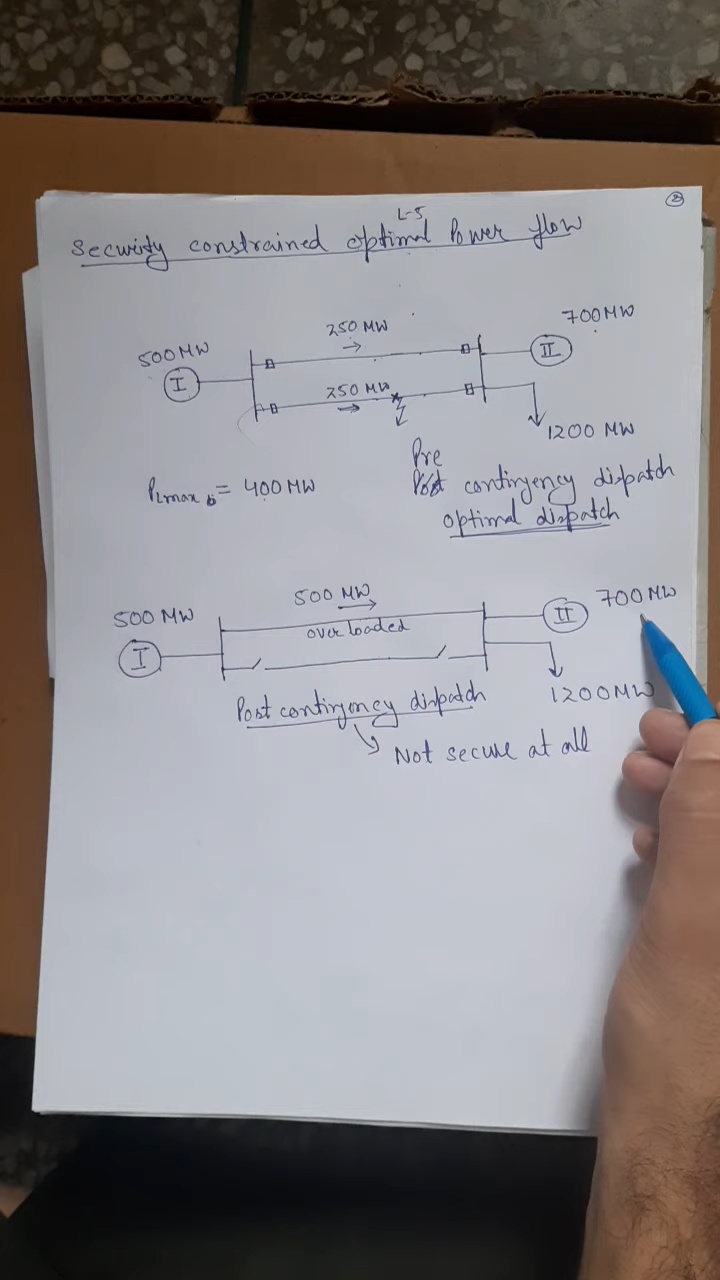 ②
L-5
Security constrained optimal Power flow
250 MW
700 MW
500 MW
I
II
250 MW
1200 MW
PLmax = 400 MW
Pre
Post contingency dispatch
optimal dispatch
500 MW
700 MW
500 MW
II
over loaded
I
1200 MW
Post contingency dispatch
Not secure at all